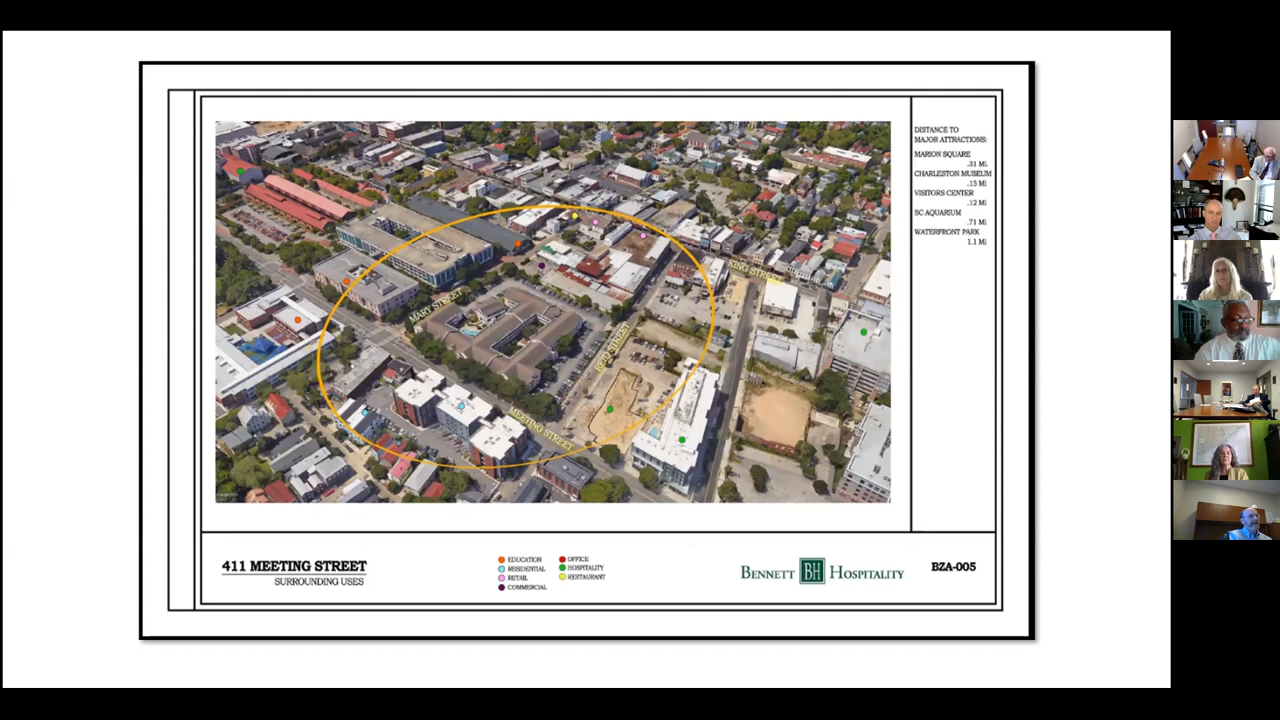 DISTANCE TO
MAJOR ATTRACTIONS:
MARION SQUARE
.31 Mi.
CHARLESTON MUSEUM
.15 Mi
VISITORS CENTER
.12 Mi
SC AQUARIUM
.71 Mi
WATERFRONT PARK
1.1 Mi
KING STREET
MARY STREET
READ STREET
MEETING STREET
411 MEETING STREET
SURROUNDING USES
EDUCATION
RESIDENTIAL
RETAIL
COMMERCIAL
OFFICE
HOSPITALITY
RESTAURANT
BENNETT BH HOSPITALITY
BZA-005